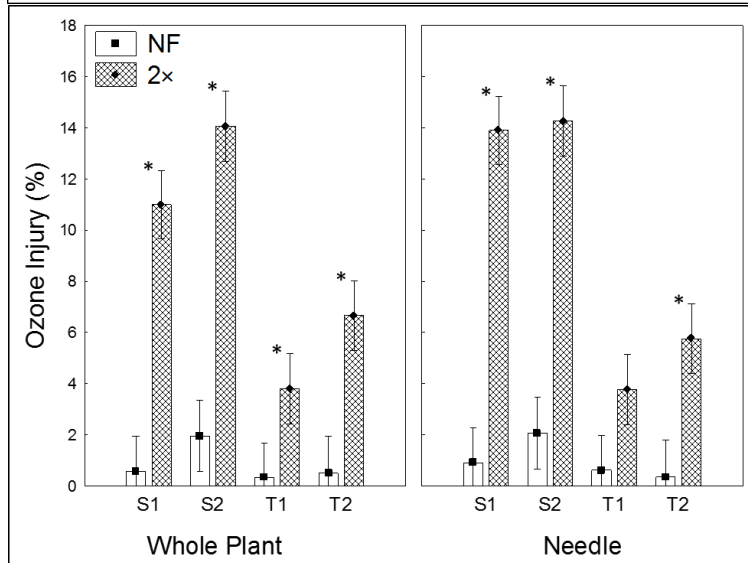 18
16
14
12
10
8
6
4
2
0
Ozone Injury (%)
NF
2×
* * * *
S1 S2 T1 T2
Whole Plant
* * *
S1 S2 T1 T2
Needle